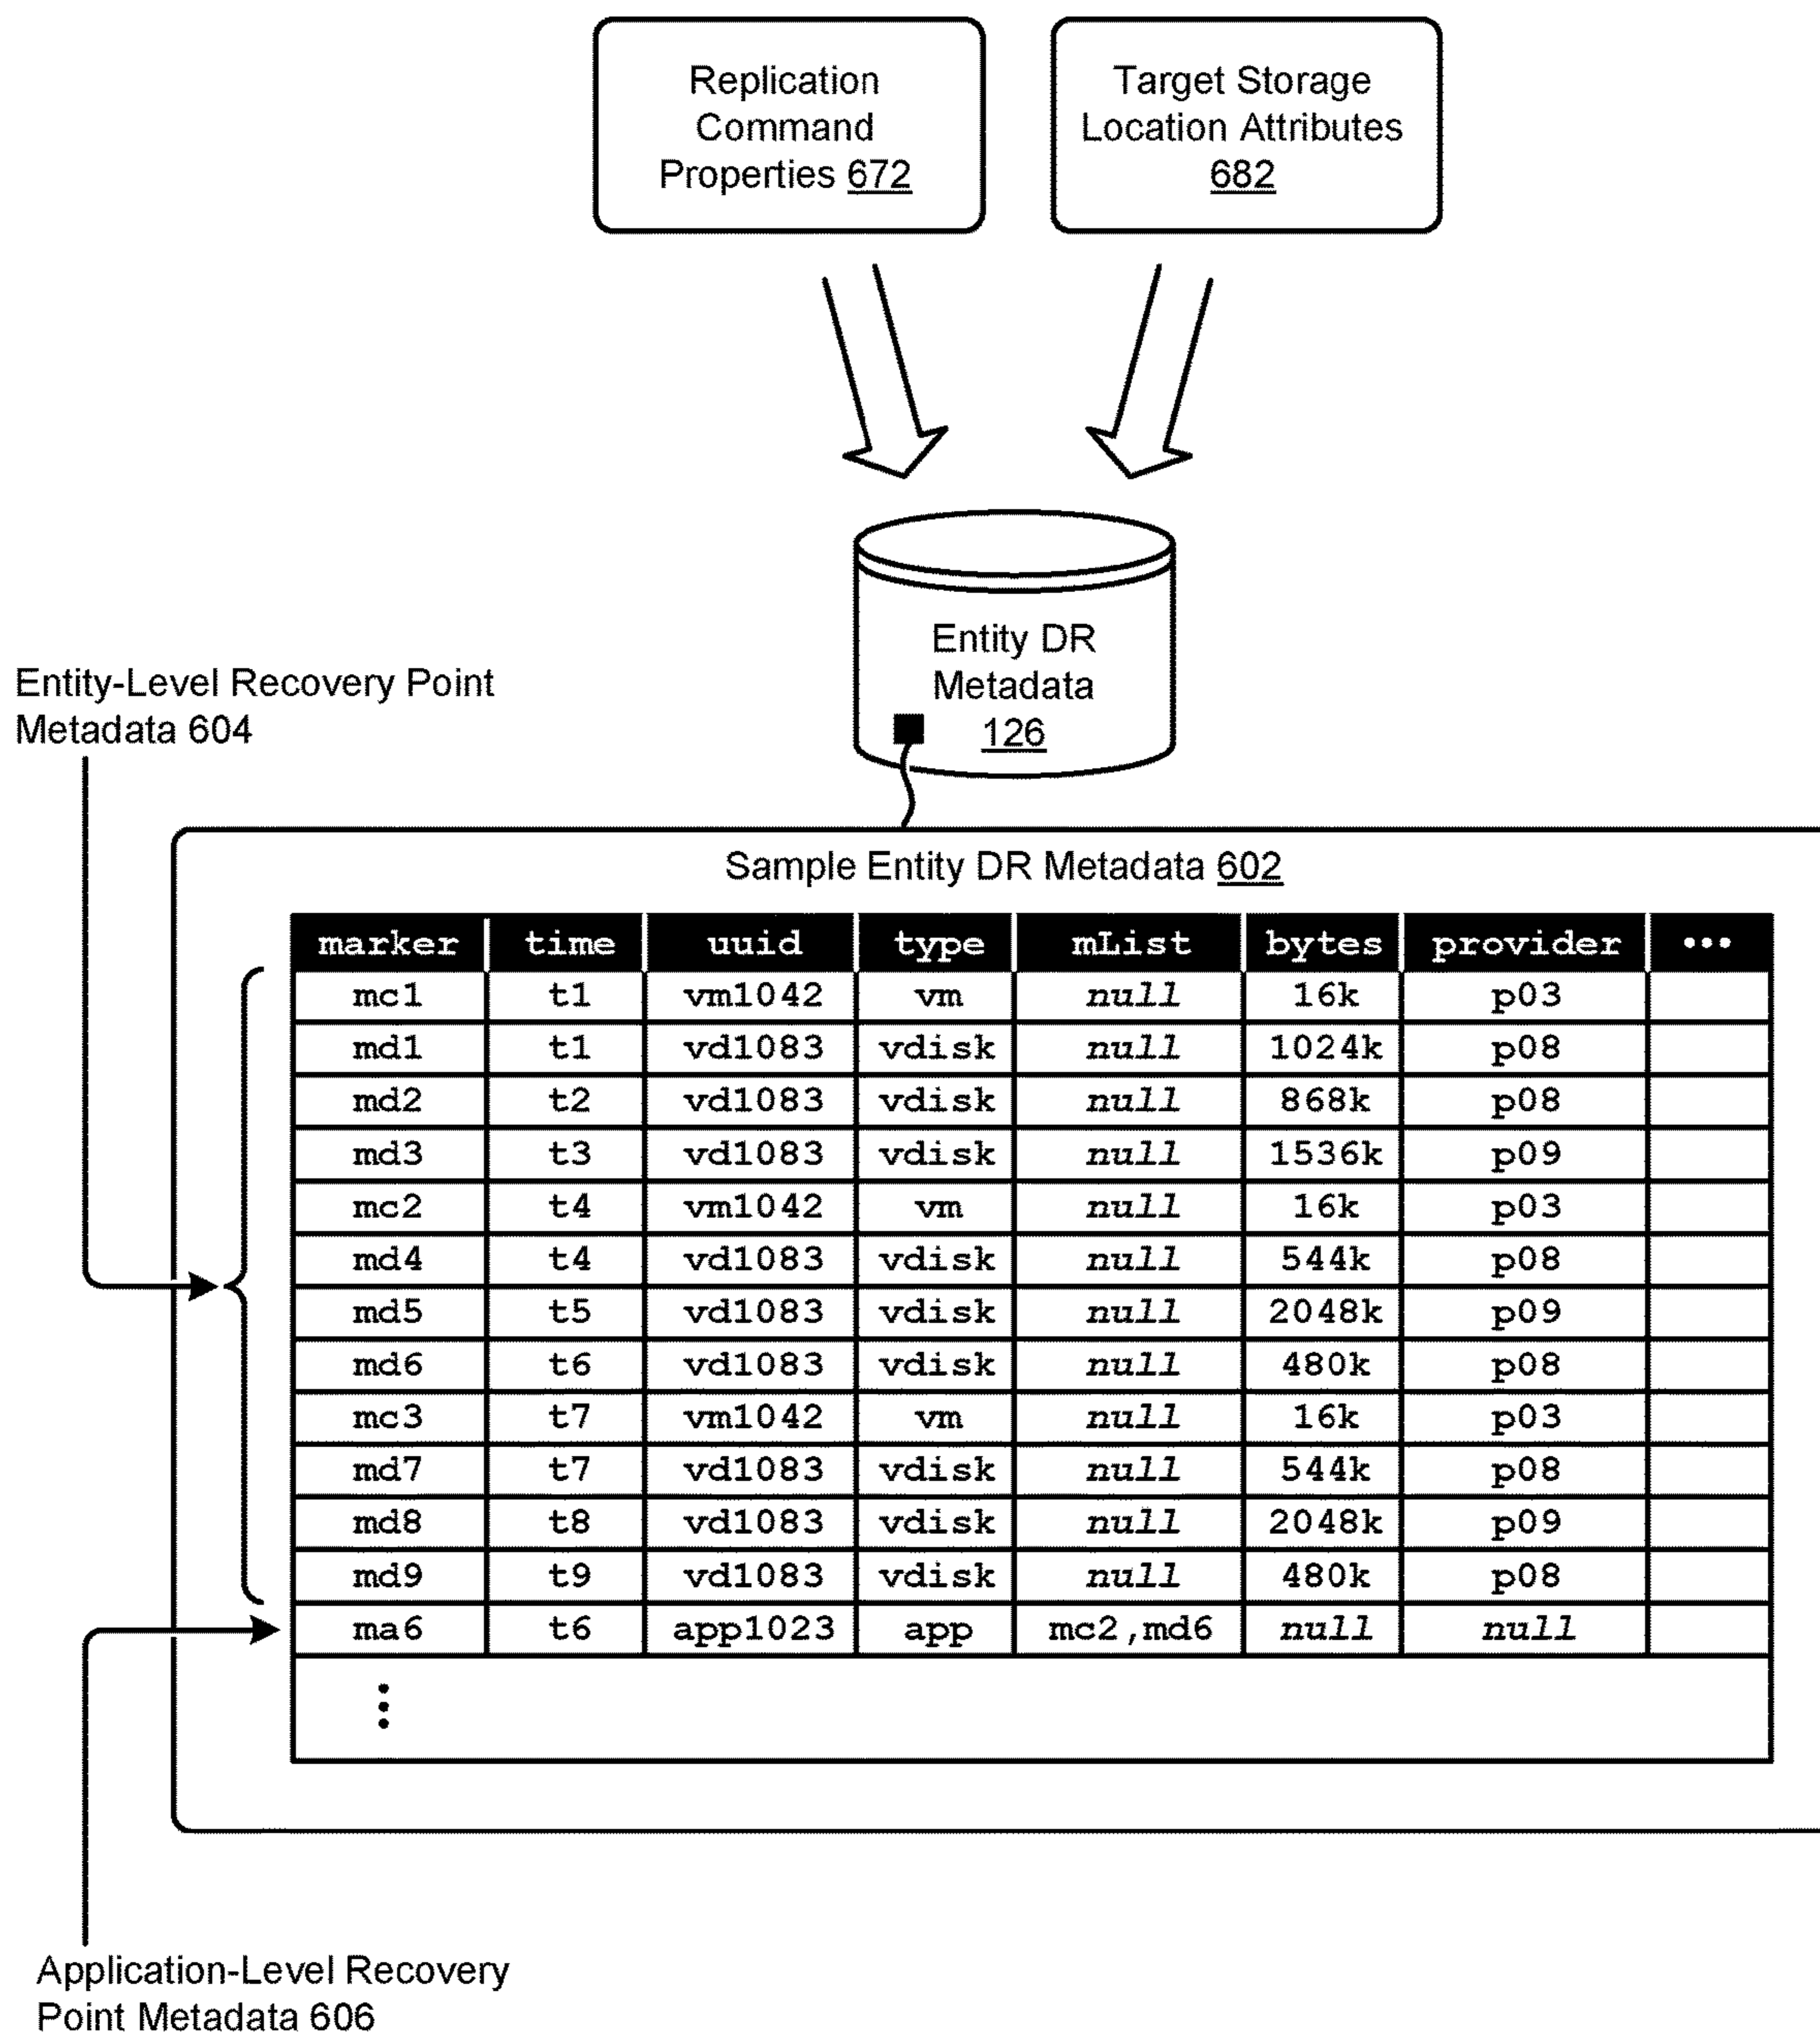 Replication
Command
Properties 672
Target Storage
Location Attributes
682
Entity DR
Metadata
126
Entity-Level Recovery Point
Metadata 604
Sample Entity DR Metadata 602
marker time uuid type mList bytes provider •••
mc1 t1 vm1042 vm null 16k p03
md1 t1 vd1083 vdisk null 1024k p08
md2 t2 vd1083 vdisk null 868k p08
md3 t3 vd1083 vdisk null 1536k p09
mc2 t4 vm1042 vm null 16k p03
md4 t4 vd1083 vdisk null 544k p08
md5 t5 vd1083 vdisk null 2048k p09
md6 t6 vd1083 vdisk null 480k p08
mc3 t7 vm1042 vm null 16k p03
md7 t7 vd1083 vdisk null 544k p08
md8 t8 vd1083 vdisk null 2048k p09
md9 t9 vd1083 vdisk null 480k p08
ma6 t6 app1023 app mc2,md6 null null
⋮
Application-Level Recovery
Point Metadata 606